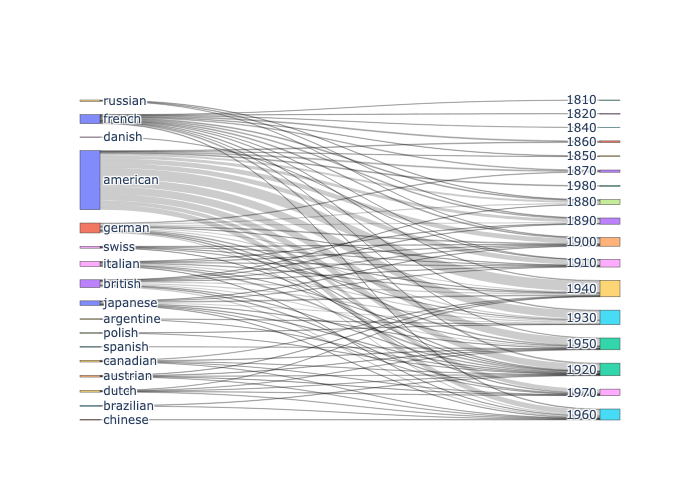 russian
french
danish
american
german
swiss
italian
british
japanese
argentine
polish
spanish
canadian
austrian
dutch
brazilian
chinese
1810
1820
1840
1860
1850
1870
1980
1880
1890
1900
1910
1940
1930
1950
1920
1970
1960